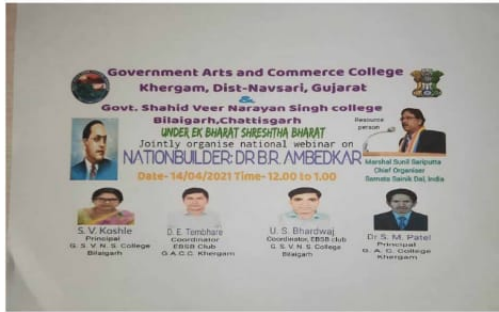 Government Arts and Commerce College
Khergam, Dist-Navsari, Gujarat
&
Govt. Shahid Veer Narayan Singh college
Bilaigarh,Chattisgarh
UNDER EK BHARAT SHRESHTHA BHARAT
Jointly organise national webinar on
NATIONBUILDER: DR B.R. AMBEDKAR
Date- 14/04/2021 Time- 12.00 to 1.00
Resource
person
Marshal Sunil Sariputta
Chief Organiser
Samata Sainik Dal, India
S. V. Koshle
Principal
G. S. V. N. S. College
Bilaigarh
D. E. Tembhare
Coordinator
EBSB Club
G.A.C.C. Khergam
U. S. Bhardwaj
Coordinator, EBSB club
G. S. V. N. S. College
Bilaigarh
Dr S. M. Patel
Principal
G. A. C. College
Khergam